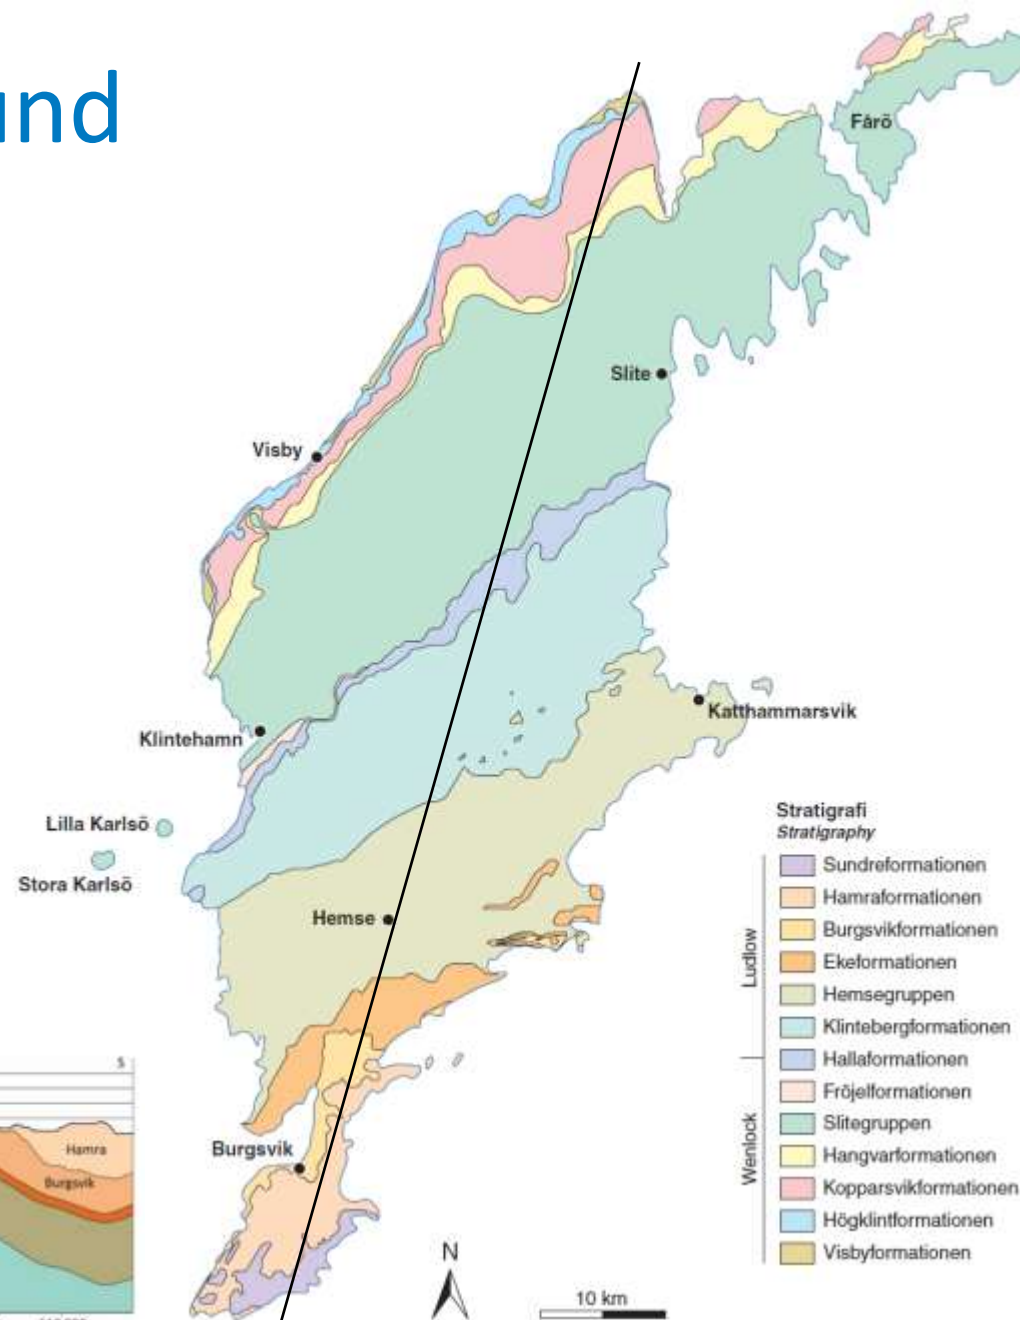 und
Fårö
Slite
Visby
Katthammarsvik
Klintehamn
Lilla Karlsö
Stora Karlsö
Hemse
Burgsvik
N
10 km
Stratigrafi
Stratigraphy
Ludlow
Wenlock
Sundreformationen
Hamraformationen
Burgsvikformationen
Ekeformationen
Hemsegruppen
Klintebergformationen
Hallaformationen
Fröjelformationen
Slitegruppen
Hangvarformationen
Kopparsvikformationen
Högklintformationen
Visbyformationen
S
Hamra
Burgsvik